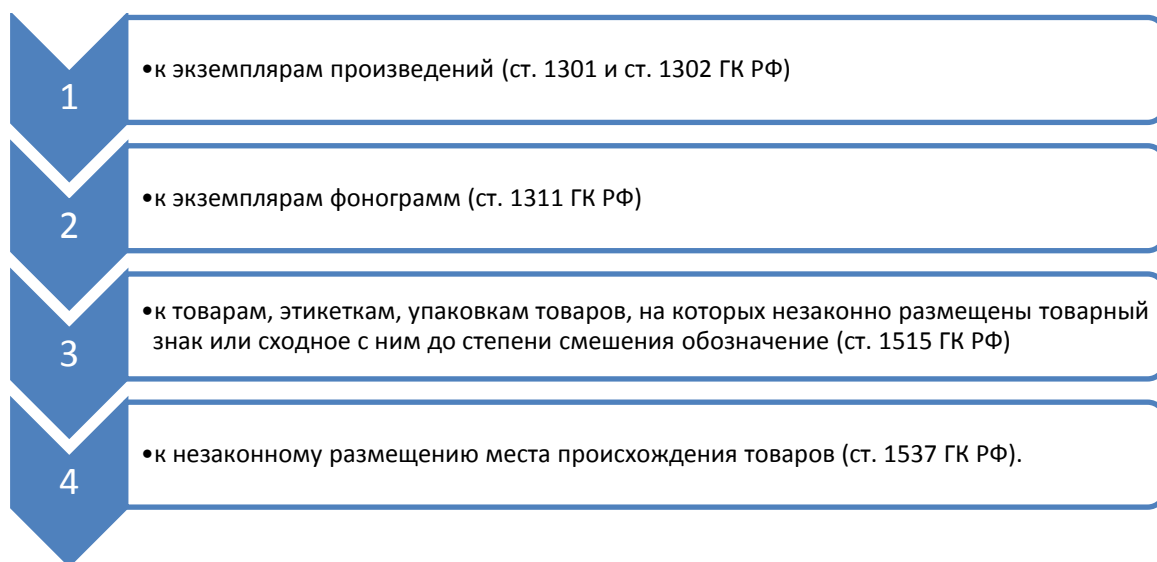 1
•к экземплярам произведений (ст. 1301 и ст. 1302 ГК РФ)
2
•к экземплярам фонограмм (ст. 1311 ГК РФ)
3
•к товарам, этикеткам, упаковкам товаров, на которых незаконно размещены товарный
знак или сходное с ним до степени смешения обозначение (ст. 1515 ГК РФ)
4
•к незаконному размещению места происхождения товаров (ст. 1537 ГК РФ).